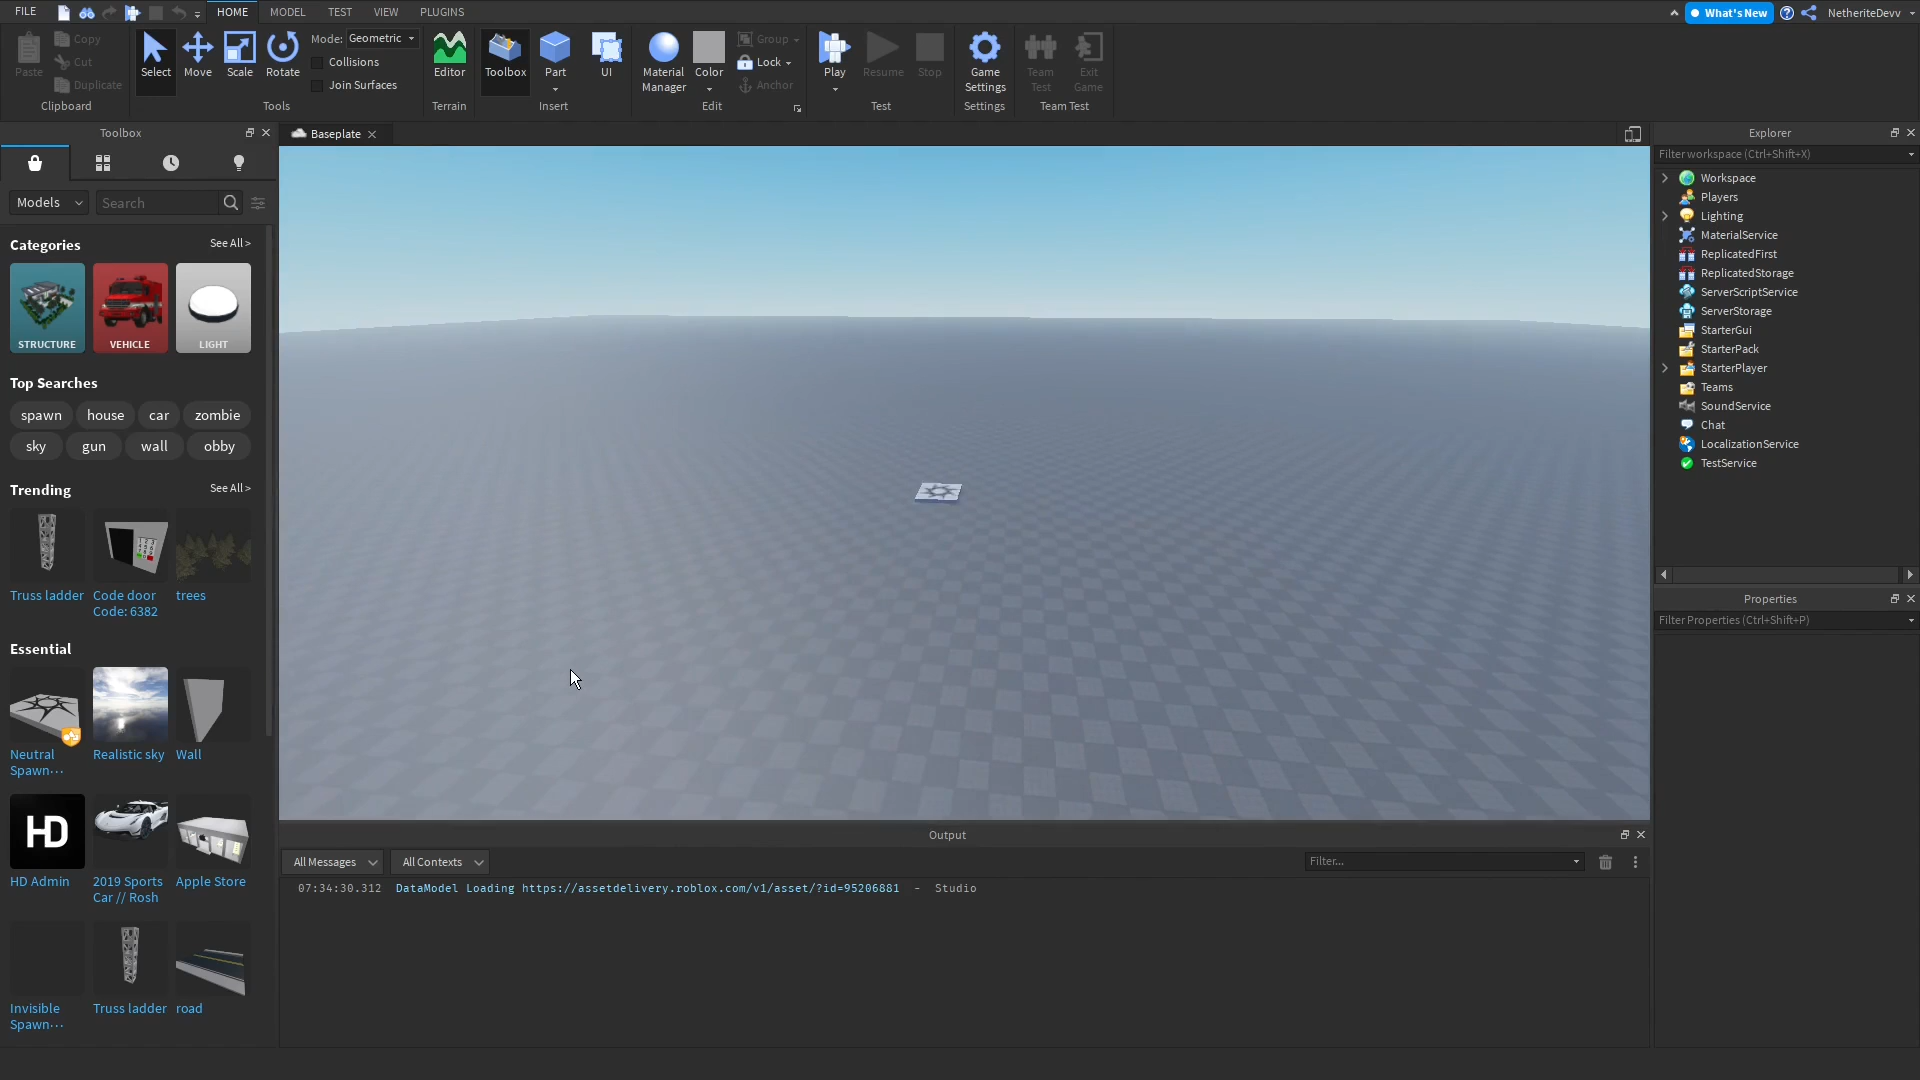 FILE
HOME
MODEL
TEST
VIEW
PLUGINS
What's New
NetheriteDevv
Paste
Copy
Cut
Duplicate
Clipboard
Select
Move
Scale
Rotate
Mode: Geometric
Collisions
Join Surfaces
Tools
Editor
Terrain
Toolbox
Part
UI
Insert
Material
Manager
Color
Group
Lock
Anchor
Edit
Play
Resume
Stop
Test
Game
Settings
Settings
Team
Test
Exit
Game
Team Test
Toolbox
Models
Search
Categories
See All >
STRUCTURE
VEHICLE
LIGHT
Top Searches
spawn
house
car
zombie
sky
gun
wall
obby
Trending
See All >
Truss ladder
Code door
Code: 6382
trees
Essential
Neutral
Spawn...
Realistic sky
Wall
HD
HD Admin
2019 Sports
Car // Rosh
Apple Store
Invisible
Spawn...
Truss ladder
road
Baseplate
Output
All Messages
All Contexts
Filter...
07:34:30.312 DataModel Loading https://assetdelivery.roblox.com/v1/asset/?id=95206881 - Studio
Explorer
Filter workspace (Ctrl+Shift+X)
Workspace
Players
Lighting
MaterialService
ReplicatedFirst
ReplicatedStorage
ServerScriptService
ServerStorage
StarterGui
StarterPack
StarterPlayer
Teams
SoundService
Chat
LocalizationService
TestService
Properties
Filter Properties (Ctrl+Shift+P)